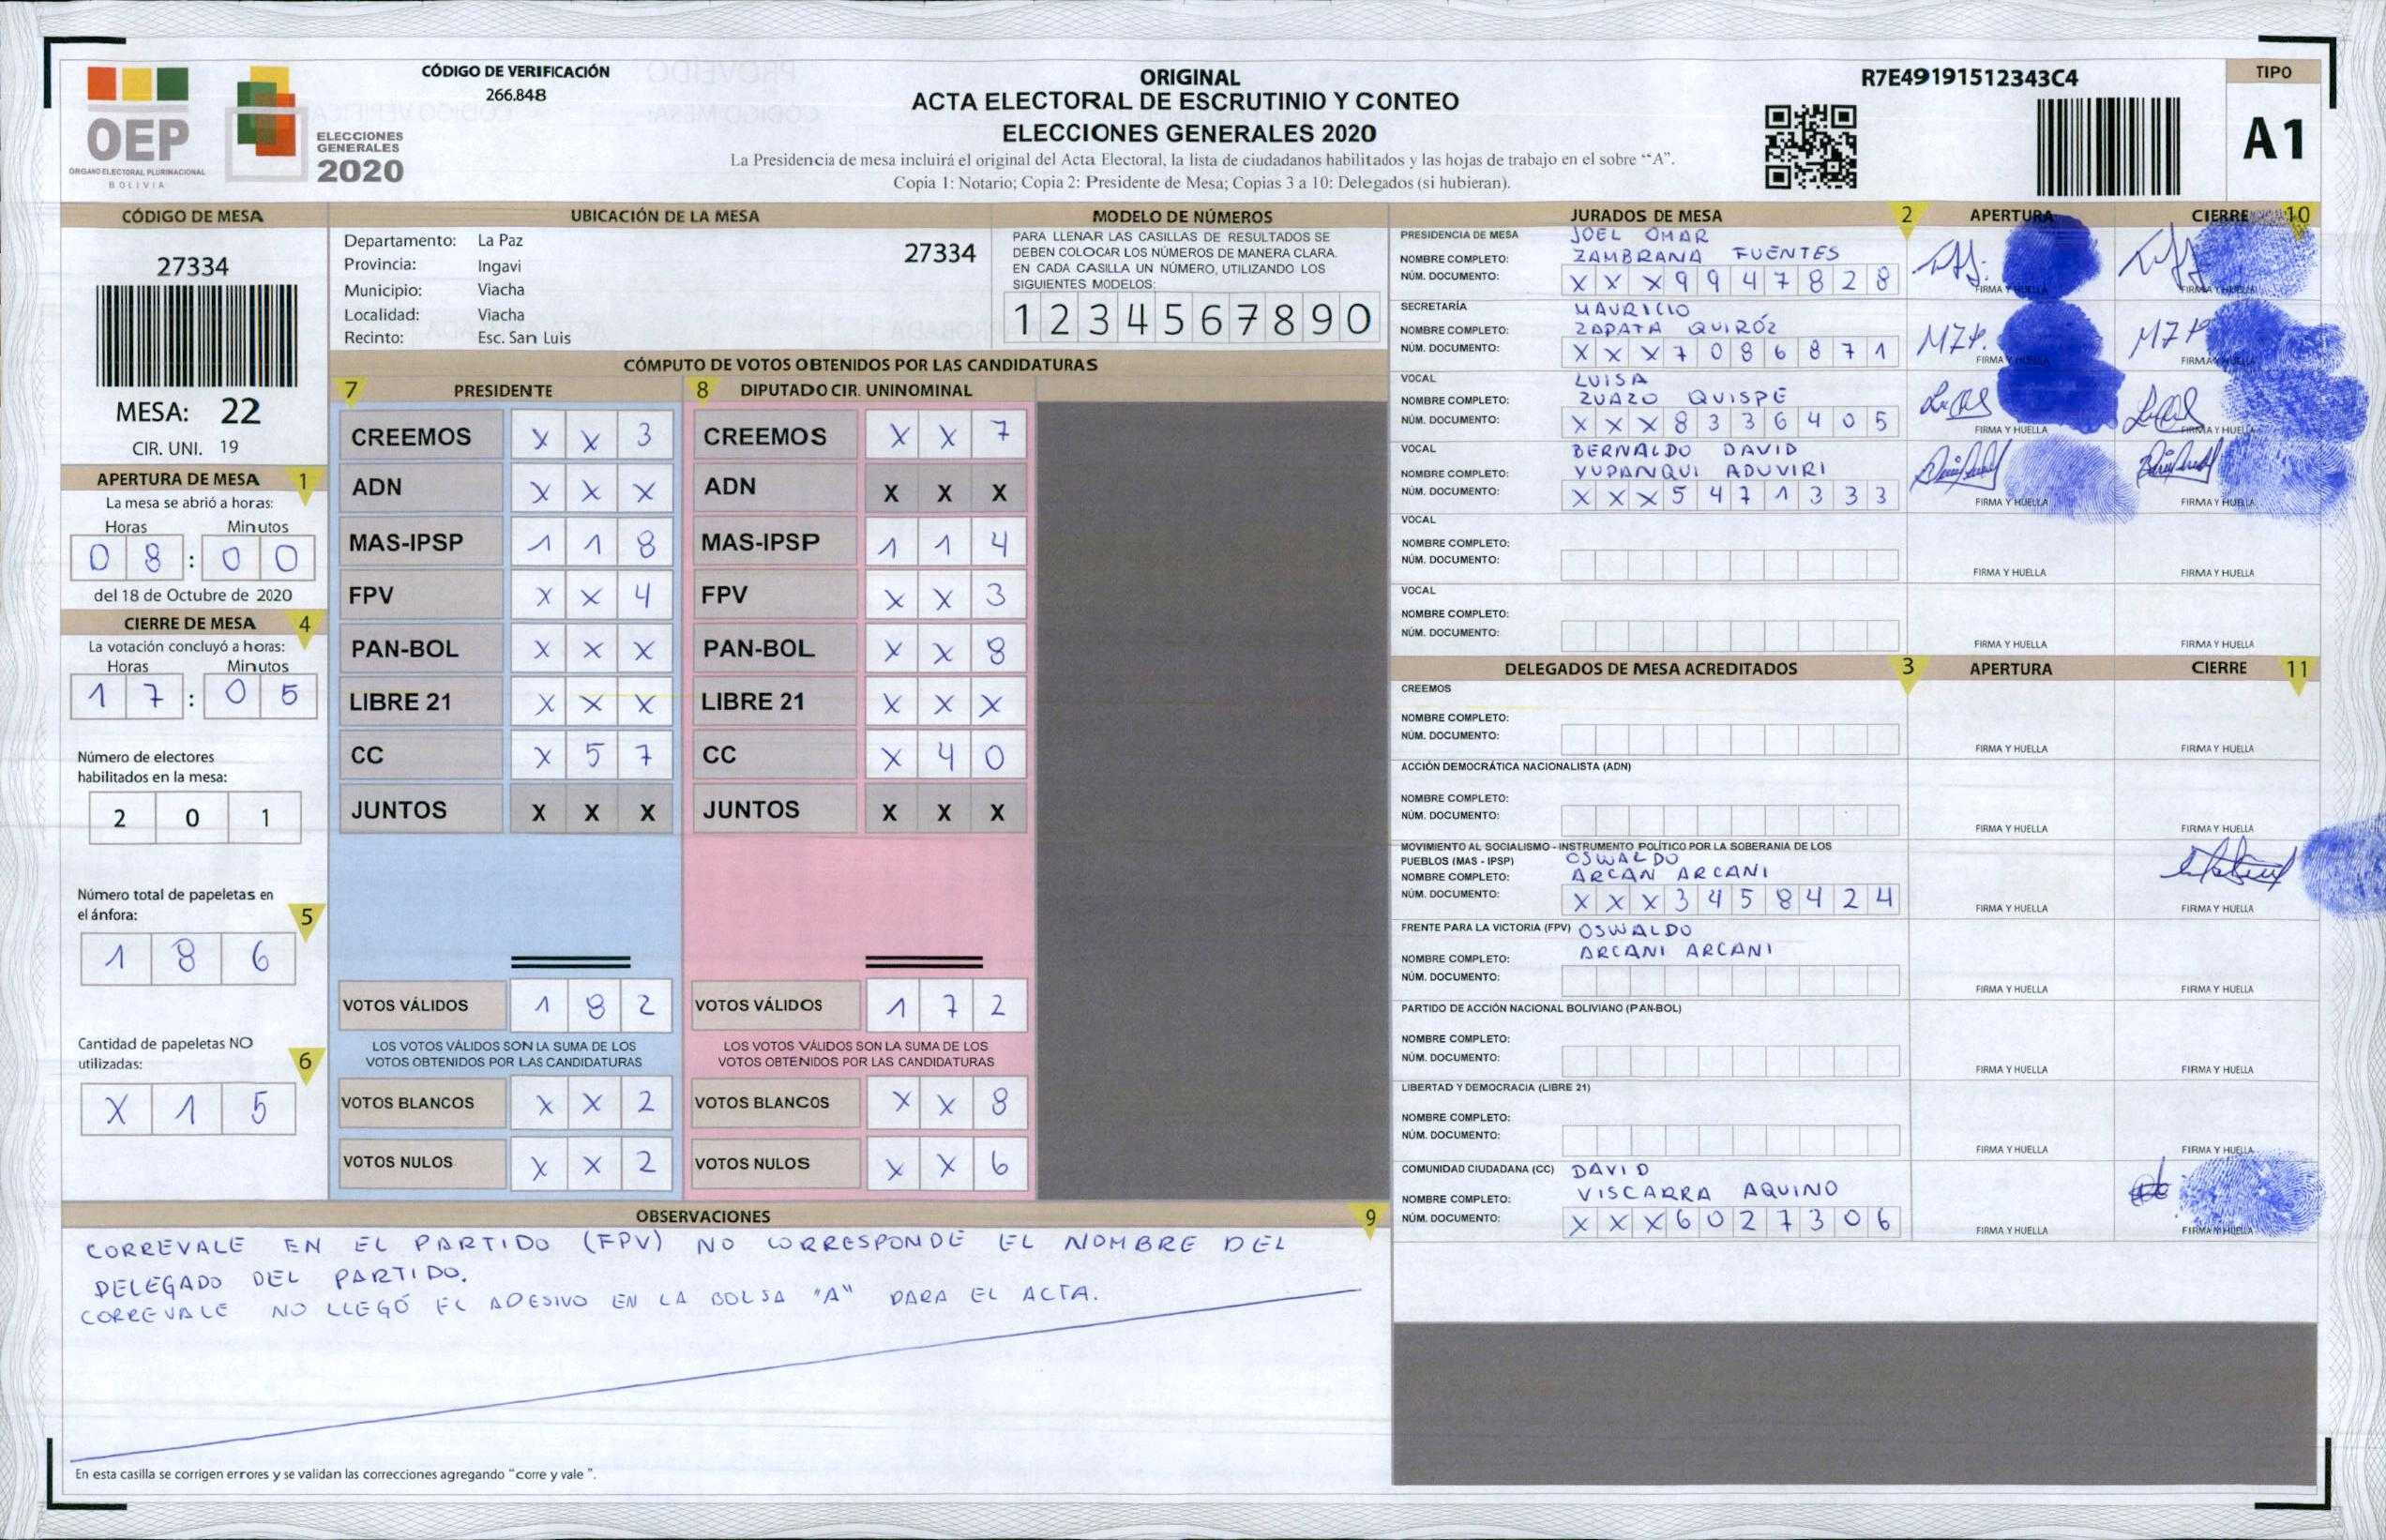 CÓDIGO DE VERIFICACIÓN
266.848
OEP
ÓRGANO ELECTORAL PLURINACIONAL
BOLIVIA
ELECCIONES
GENERALES
2020
ORIGINAL
ACTA ELECTORAL DE ESCRUTINIO Y CONTEO
ELECCIONES GENERALES 2020
La Presidencia de mesa incluirá el original del Acta Electoral, la lista de ciudadanos habilitados y las hojas de trabajo en el sobre "A".
Copia 1: Notario; Copia 2: Presidente de Mesa; Copias 3 a 10: Delegados (si hubieran).
R7E49191512343C4
TIPO
A1
CÓDIGO DE MESA
27334
MESA: 22
CIR. UNI. 19
APERTURA DE MESA 1
La mesa se abrió a horas:
Horas Minutos
08:00
del 18 de Octubre de 2020
CIERRE DE MESA 4
La votación concluyó a horas:
Horas Minutos
17:05
Número de electores
habilitados en la mesa:
201
Número total de papeletas en
el ánfora: 5
186
Cantidad de papeletas NO
utilizadas: 6
X15
UBICACIÓN DE LA MESA
Departamento: La Paz
27334
Provincia: Ingavi
Municipio: Viacha
Localidad: Viacha
Recinto: Esc. San Luis
MODELO DE NÚMEROS
PARA LLENAR LAS CASILLAS DE RESULTADOS SE
DEBEN COLOCAR LOS NÚMEROS DE MANERA CLARA.
EN CADA CASILLA UN NÚMERO, UTILIZANDO LOS
SIGUIENTES MODELOS:
1234567890
CÓMPUTO DE VOTOS OBTENIDOS POR LAS CANDIDATURAS
7 PRESIDENTE 8 DIPUTADO CIR. UNINOMINAL
CREEMOS X X 3 CREEMOS X X 7
ADN X X X ADN X X X
MAS-IPSP 1 1 8 MAS-IPSP 1 1 4
FPV X X 4 FPV X X 3
PAN-BOL X X X PAN-BOL X X 8
LIBRE 21 X X X LIBRE 21 X X X
CC X 5 7 CC X 4 0
JUNTOS X X X JUNTOS X X X
VOTOS VÁLIDOS 1 8 2 VOTOS VÁLIDOS 1 7 2
LOS VOTOS VÁLIDOS SON LA SUMA DE LOS LOS VOTOS VÁLIDOS SON LA SUMA DE LOS
VOTOS OBTENIDOS POR LAS CANDIDATURAS VOTOS OBTENIDOS POR LAS CANDIDATURAS
VOTOS BLANCOS X X 2 VOTOS BLANCOS X X 8
VOTOS NULOS X X 2 VOTOS NULOS X X 6
OBSERVACIONES 9
CORREVALE EN EL PARTIDO (FPV) NO CORRESPONDE EL NOMBRE DEL
DELEGADO DEL PARTIDO.
CORREVALE NO LLEGÓ EL ADESIVO EN LA BOLSA "A" PARA EL ACTA.
En esta casilla se corrigen errores y se validan las correcciones agregando "corre y vale ".
JURADOS DE MESA 2 APERTURA CIERRE 10
PRESIDENCIA DE MESA JOEL OMAR
NOMBRE COMPLETO: ZAMBRANA FUENTES
NÚM. DOCUMENTO: X X X 9 9 4 7 8 2 8
FIRMA Y HUELLA FIRMA Y HUELLA
SECRETARÍA MAURICIO
NOMBRE COMPLETO: ZAPATA QUIRÓZ
NÚM. DOCUMENTO: X X X 7 0 8 6 8 7 1
FIRMA Y HUELLA FIRMA Y HUELLA
VOCAL LUISA
NOMBRE COMPLETO: ZUAZO QUISPE
NÚM. DOCUMENTO: X X X 8 3 3 6 4 0 5
FIRMA Y HUELLA FIRMA Y HUELLA
VOCAL BERNALDO DAVID
NOMBRE COMPLETO: YUPANQUI ADUVIRI
NÚM. DOCUMENTO: X X X 5 4 7 1 3 3 3
FIRMA Y HUELLA FIRMA Y HUELLA
VOCAL
NOMBRE COMPLETO:
NÚM. DOCUMENTO:
FIRMA Y HUELLA FIRMA Y HUELLA
VOCAL
NOMBRE COMPLETO:
NÚM. DOCUMENTO:
FIRMA Y HUELLA FIRMA Y HUELLA
DELEGADOS DE MESA ACREDITADOS 3 APERTURA CIERRE 11
CREEMOS
NOMBRE COMPLETO:
NÚM. DOCUMENTO:
FIRMA Y HUELLA FIRMA Y HUELLA
ACCIÓN DEMOCRÁTICA NACIONALISTA (ADN)
NOMBRE COMPLETO:
NÚM. DOCUMENTO:
FIRMA Y HUELLA FIRMA Y HUELLA
MOVIMIENTO AL SOCIALISMO - INSTRUMENTO POLÍTICO POR LA SOBERANIA DE LOS
PUEBLOS (MAS - IPSP) OSWALDO
NOMBRE COMPLETO: ARCAN ARCANI
NÚM. DOCUMENTO: X X X 3 4 5 8 4 2 4
FIRMA Y HUELLA FIRMA Y HUELLA
FRENTE PARA LA VICTORIA (FPV) OSWALDO
NOMBRE COMPLETO: ARCANI ARCANI
NÚM. DOCUMENTO:
FIRMA Y HUELLA FIRMA Y HUELLA
PARTIDO DE ACCIÓN NACIONAL BOLIVIANO (PAN-BOL)
NOMBRE COMPLETO:
NÚM. DOCUMENTO:
FIRMA Y HUELLA FIRMA Y HUELLA
LIBERTAD Y DEMOCRACIA (LIBRE 21)
NOMBRE COMPLETO:
NÚM. DOCUMENTO:
FIRMA Y HUELLA FIRMA Y HUELLA
COMUNIDAD CIUDADANA (CC) DAVID
NOMBRE COMPLETO: VISCARRA AQUINO
NÚM. DOCUMENTO: X X X 6 0 2 7 3 0 6
FIRMA Y HUELLA FIRMA Y HUELLA